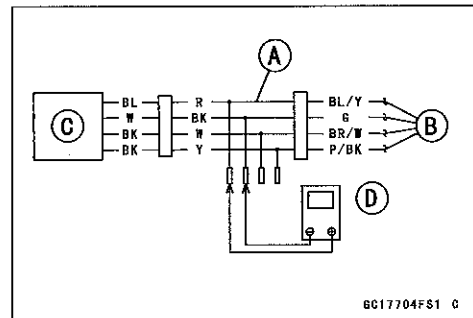 A
BL R BL/Y
W BK G
C B
BK W BR/W
BK Y P/BK
D
GC17704FS1 C